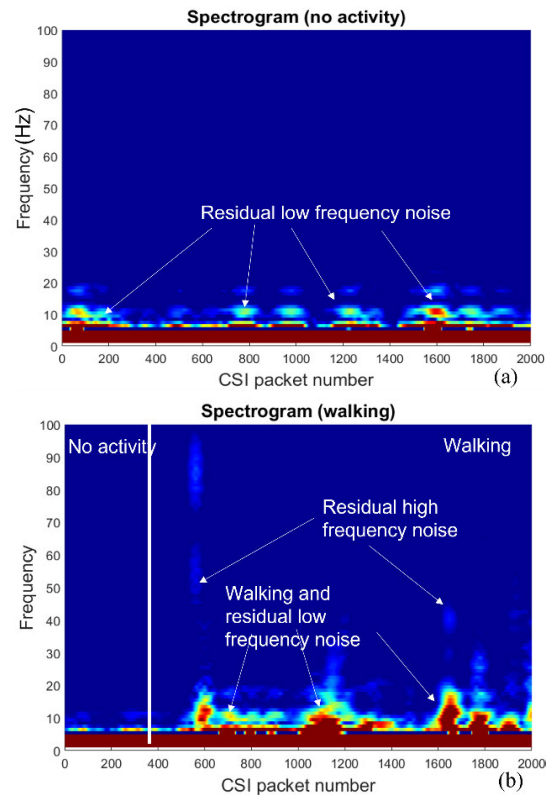 Spectrogram (no activity)
Frequency (Hz)
100
90
80
70
60
50
40
30
20
10
0
Residual low frequency noise
0 200 400 600 800 1000 1200 1400 1600 1800 2000
CSI packet number
(a)
Spectrogram (walking)
Frequency
100
90
80
70
60
50
40
30
20
10
0
No activity
Walking
Residual high
frequency noise
Walking and
residual low
frequency noise
0 200 400 600 800 1000 1200 1400 1600 1800 2000
CSI packet number
(b)